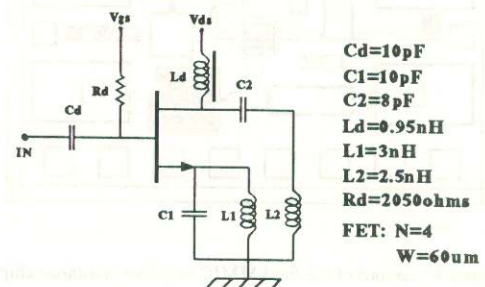 Vgs
Vds
Rd
Ld
C2
Cd
IN
C1
L1
L2
Cd=10pF
C1=10pF
C2=8pF
Ld=0.95nH
L1=3nH
L2=2.5nH
Rd=2050ohms
FET: N=4
W=60um